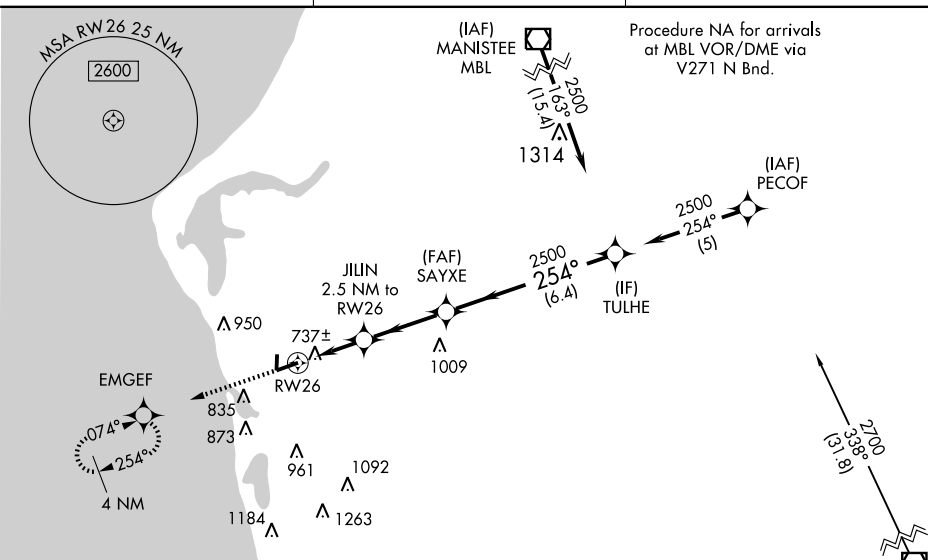 MSA RW26 25 NM
2600
(IAF)
MANISTEE
MBL
Procedure NA for arrivals
at MBL VOR/DME via
V271 N Bnd.
2500
163°
(15.4)
1314
(IAF)
PECOF
2500
254°
(5)
(IF)
TULHE
2500
254°
(6.4)
(FAF)
SAYXE
JILIN
2.5 NM to
RW26
950
737±
1009
RW26
EMGEF
835
873
074°
254°
4 NM
961
1092
1184
1263
2700
338°
(31.8)